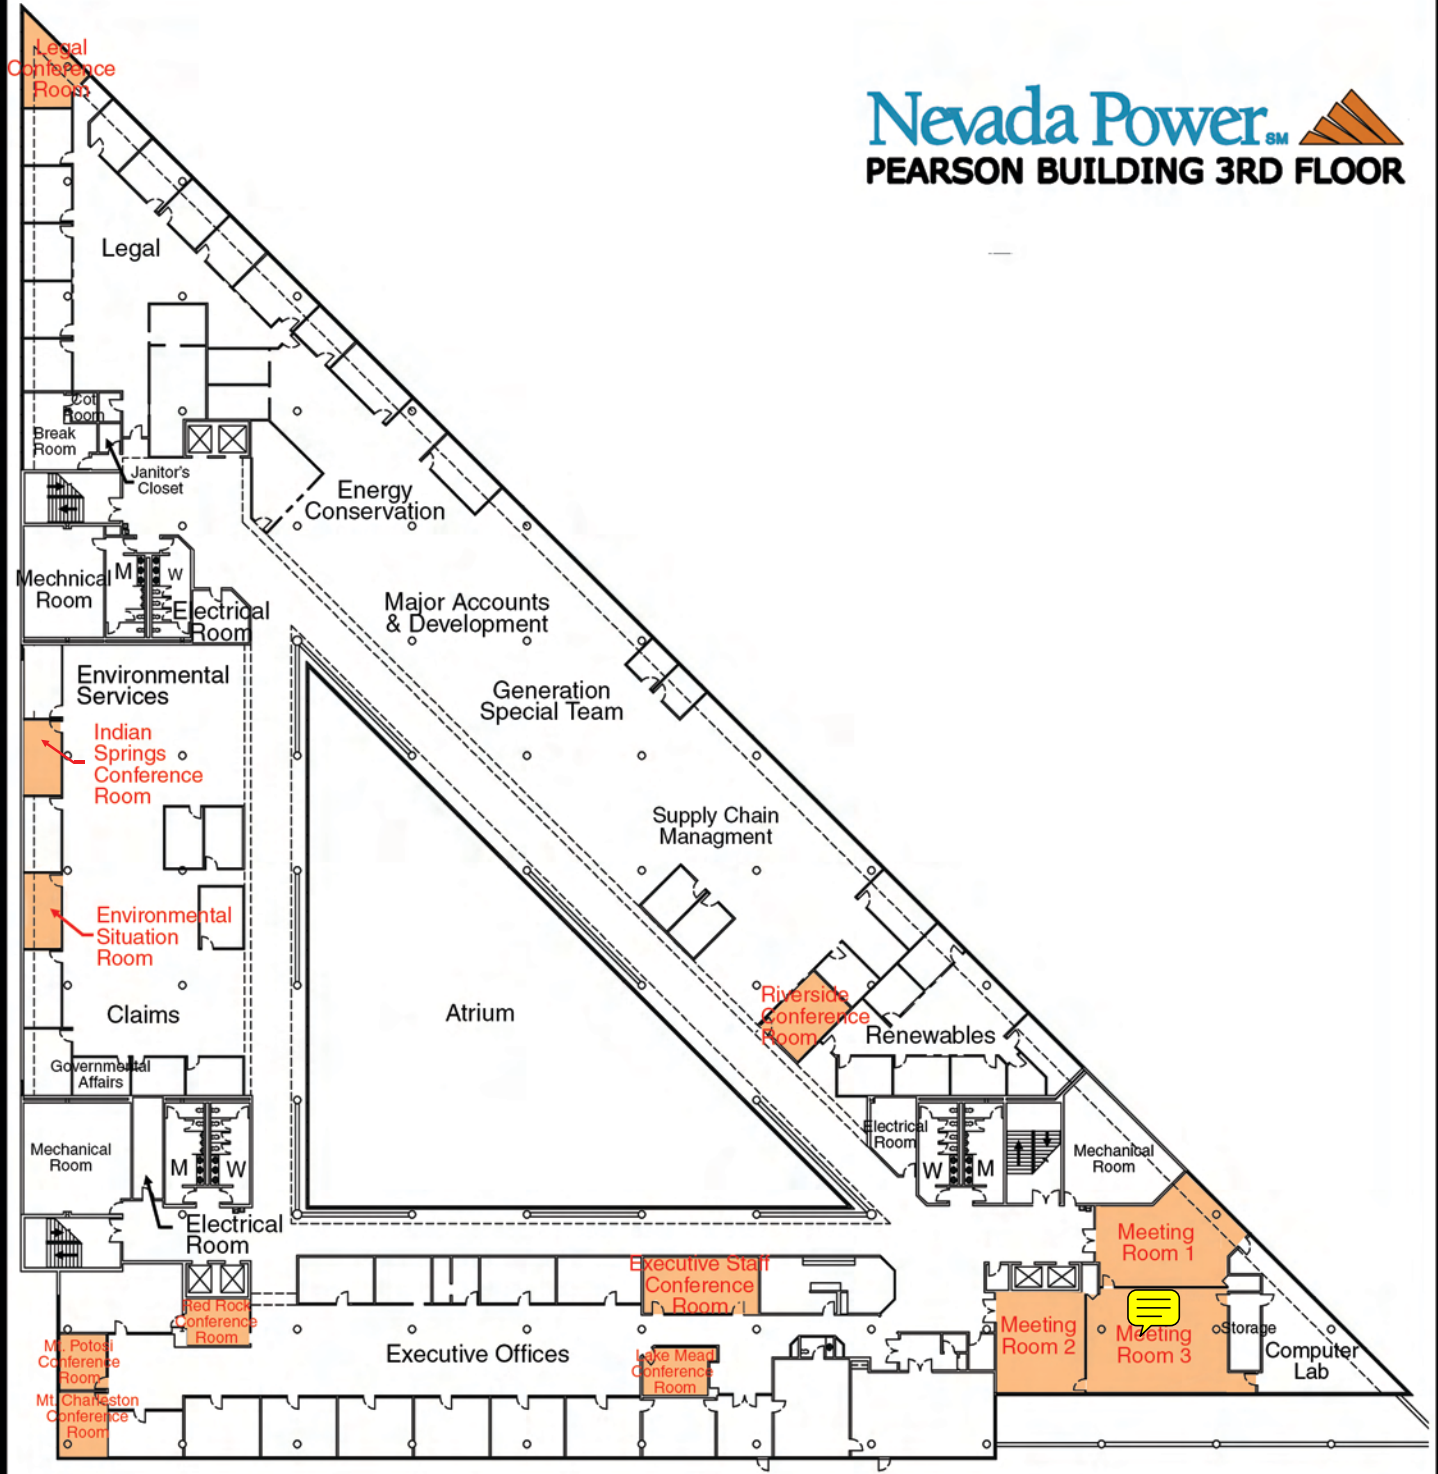 Legal
Conference
Room
Nevada Power SM
PEARSON BUILDING 3RD FLOOR
Legal
Cot
Room
Break
Room
Janitor's
Closet
Energy
Conservation
Mechnical
Room
M
W
Electrical
Room
Major Accounts
& Development
Environmental
Services
Generation
Special Team
Indian
Springs
Conference
Room
Supply Chain
Managment
Environmental
Situation
Room
Claims
Atrium
Riverside
Conference
Room
Renewables
Governmental
Affairs
Electrical
Room
Mechanical
Room
M
W
W
M
Mechanical
Room
Electrical
Room
Meeting
Room 1
Executive Staff
Conference
Room
Red Rock
Conference
Room
Meeting
Room 2
Meeting
Room 3
Storage
Computer
Lab
Mt. Potosi
Conference
Room
Executive Offices
Lake Mead
Conference
Room
Mt. Charleston
Conference
Room